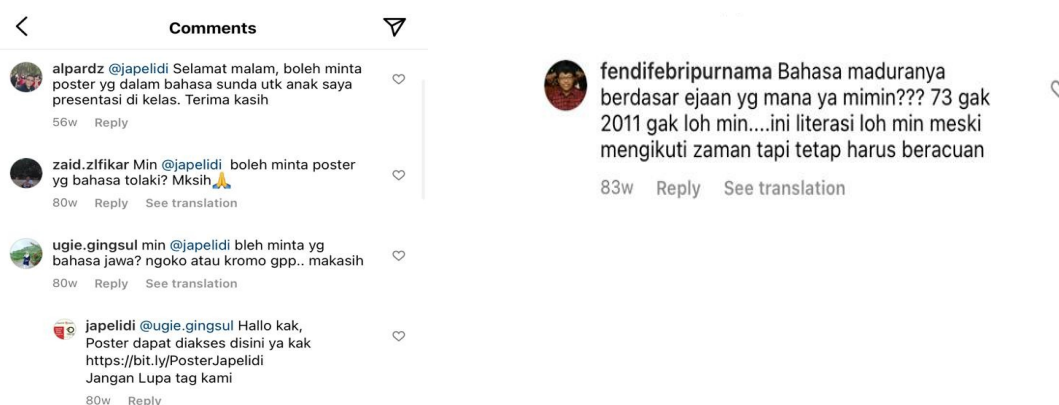 Comments
alpardz @japelidi Selamat malam, boleh minta
poster yg dalam bahasa sunda utk anak saya
presentasi di kelas. Terima kasih
56w Reply
zaid.zlfikar Min @japelidi boleh minta poster
yg bahasa tolaki? Mksih🙏
80w Reply See translation
ugie.gingsul min @japelidi bleh minta yg
bahasa jawa? ngoko atau kromo gpp.. makasih
80w Reply See translation
japelidi @ugie.gingsul Hallo kak,
Poster dapat diakses disini ya kak
https://bit.ly/PosterJapelidi
Jangan Lupa tag kami
80w Reply
fendifebripurnama Bahasa maduranya
berdasar ejaan yg mana ya mimin??? 73 gak
2011 gak loh min....ini literasi loh min meski
mengikuti zaman tapi tetap harus beracuan
83w Reply See translation